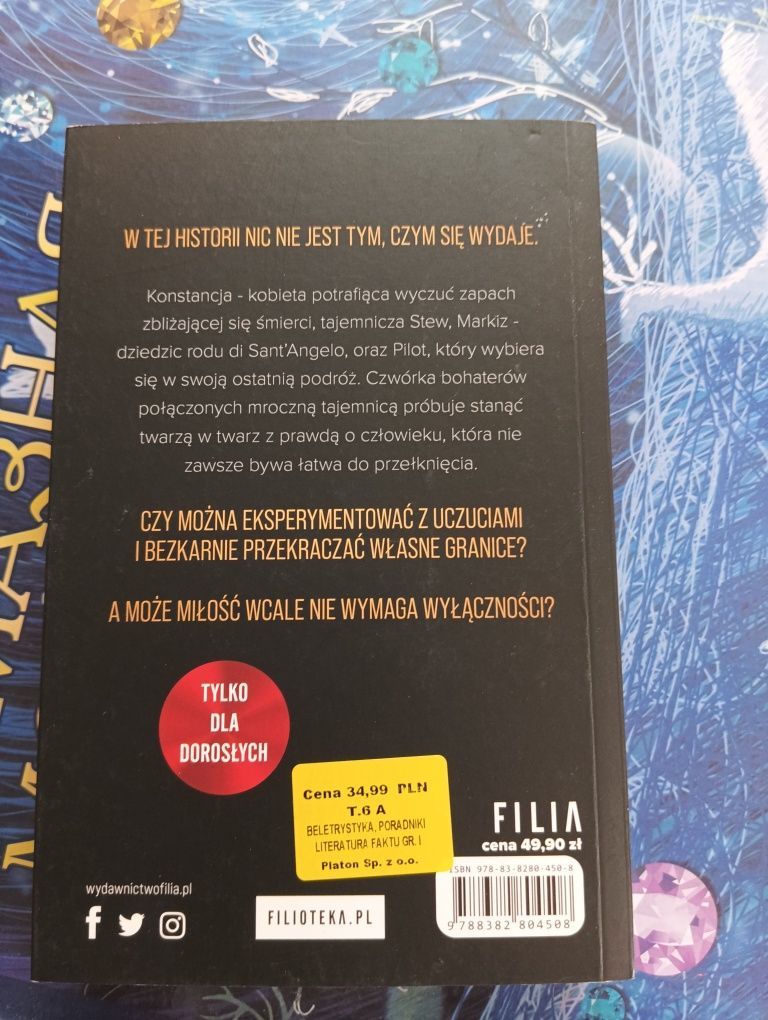 W TEJ HISTORII NIC NIE JEST TYM, CZYM SIĘ WYDAJE.
Konstancja - kobieta potrafiąca wyczuć zapach
zbliżającej się śmierci, tajemnicza Stew, Markiz -
dziedzic rodu di Sant'Angelo, oraz Pilot, który wybiera
się w swoją ostatnią podróż. Czwórka bohaterów
połączonych mroczną tajemnicą próbuje stanąć
twarzą w twarz z prawdą o człowieku, która nie
zawsze bywa łatwa do przełknięcia.
CZY MOŻNA EKSPERYMENTOWAĆ Z UCZUCIAMI
I BEZKARNIE PRZEKRACZAĆ WŁASNE GRANICE?
A MOŻE MIŁOŚĆ WCALE NIE WYMAGA WYŁĄCZNOŚCI?
TYLKO
DLA
DOROSŁYCH
Cena 34,99 PLN
T.6 A
BELETRYSTYKA, PORADNIKI
LITERATURA FAKTU GR. I
Platon Sp. z o.o.
FILIA
cena 49,90 zł
ISBN 978-83-8280-450-8
9 788382 804508
wydawnictwofilia.pl
FILIOTEKA.PL